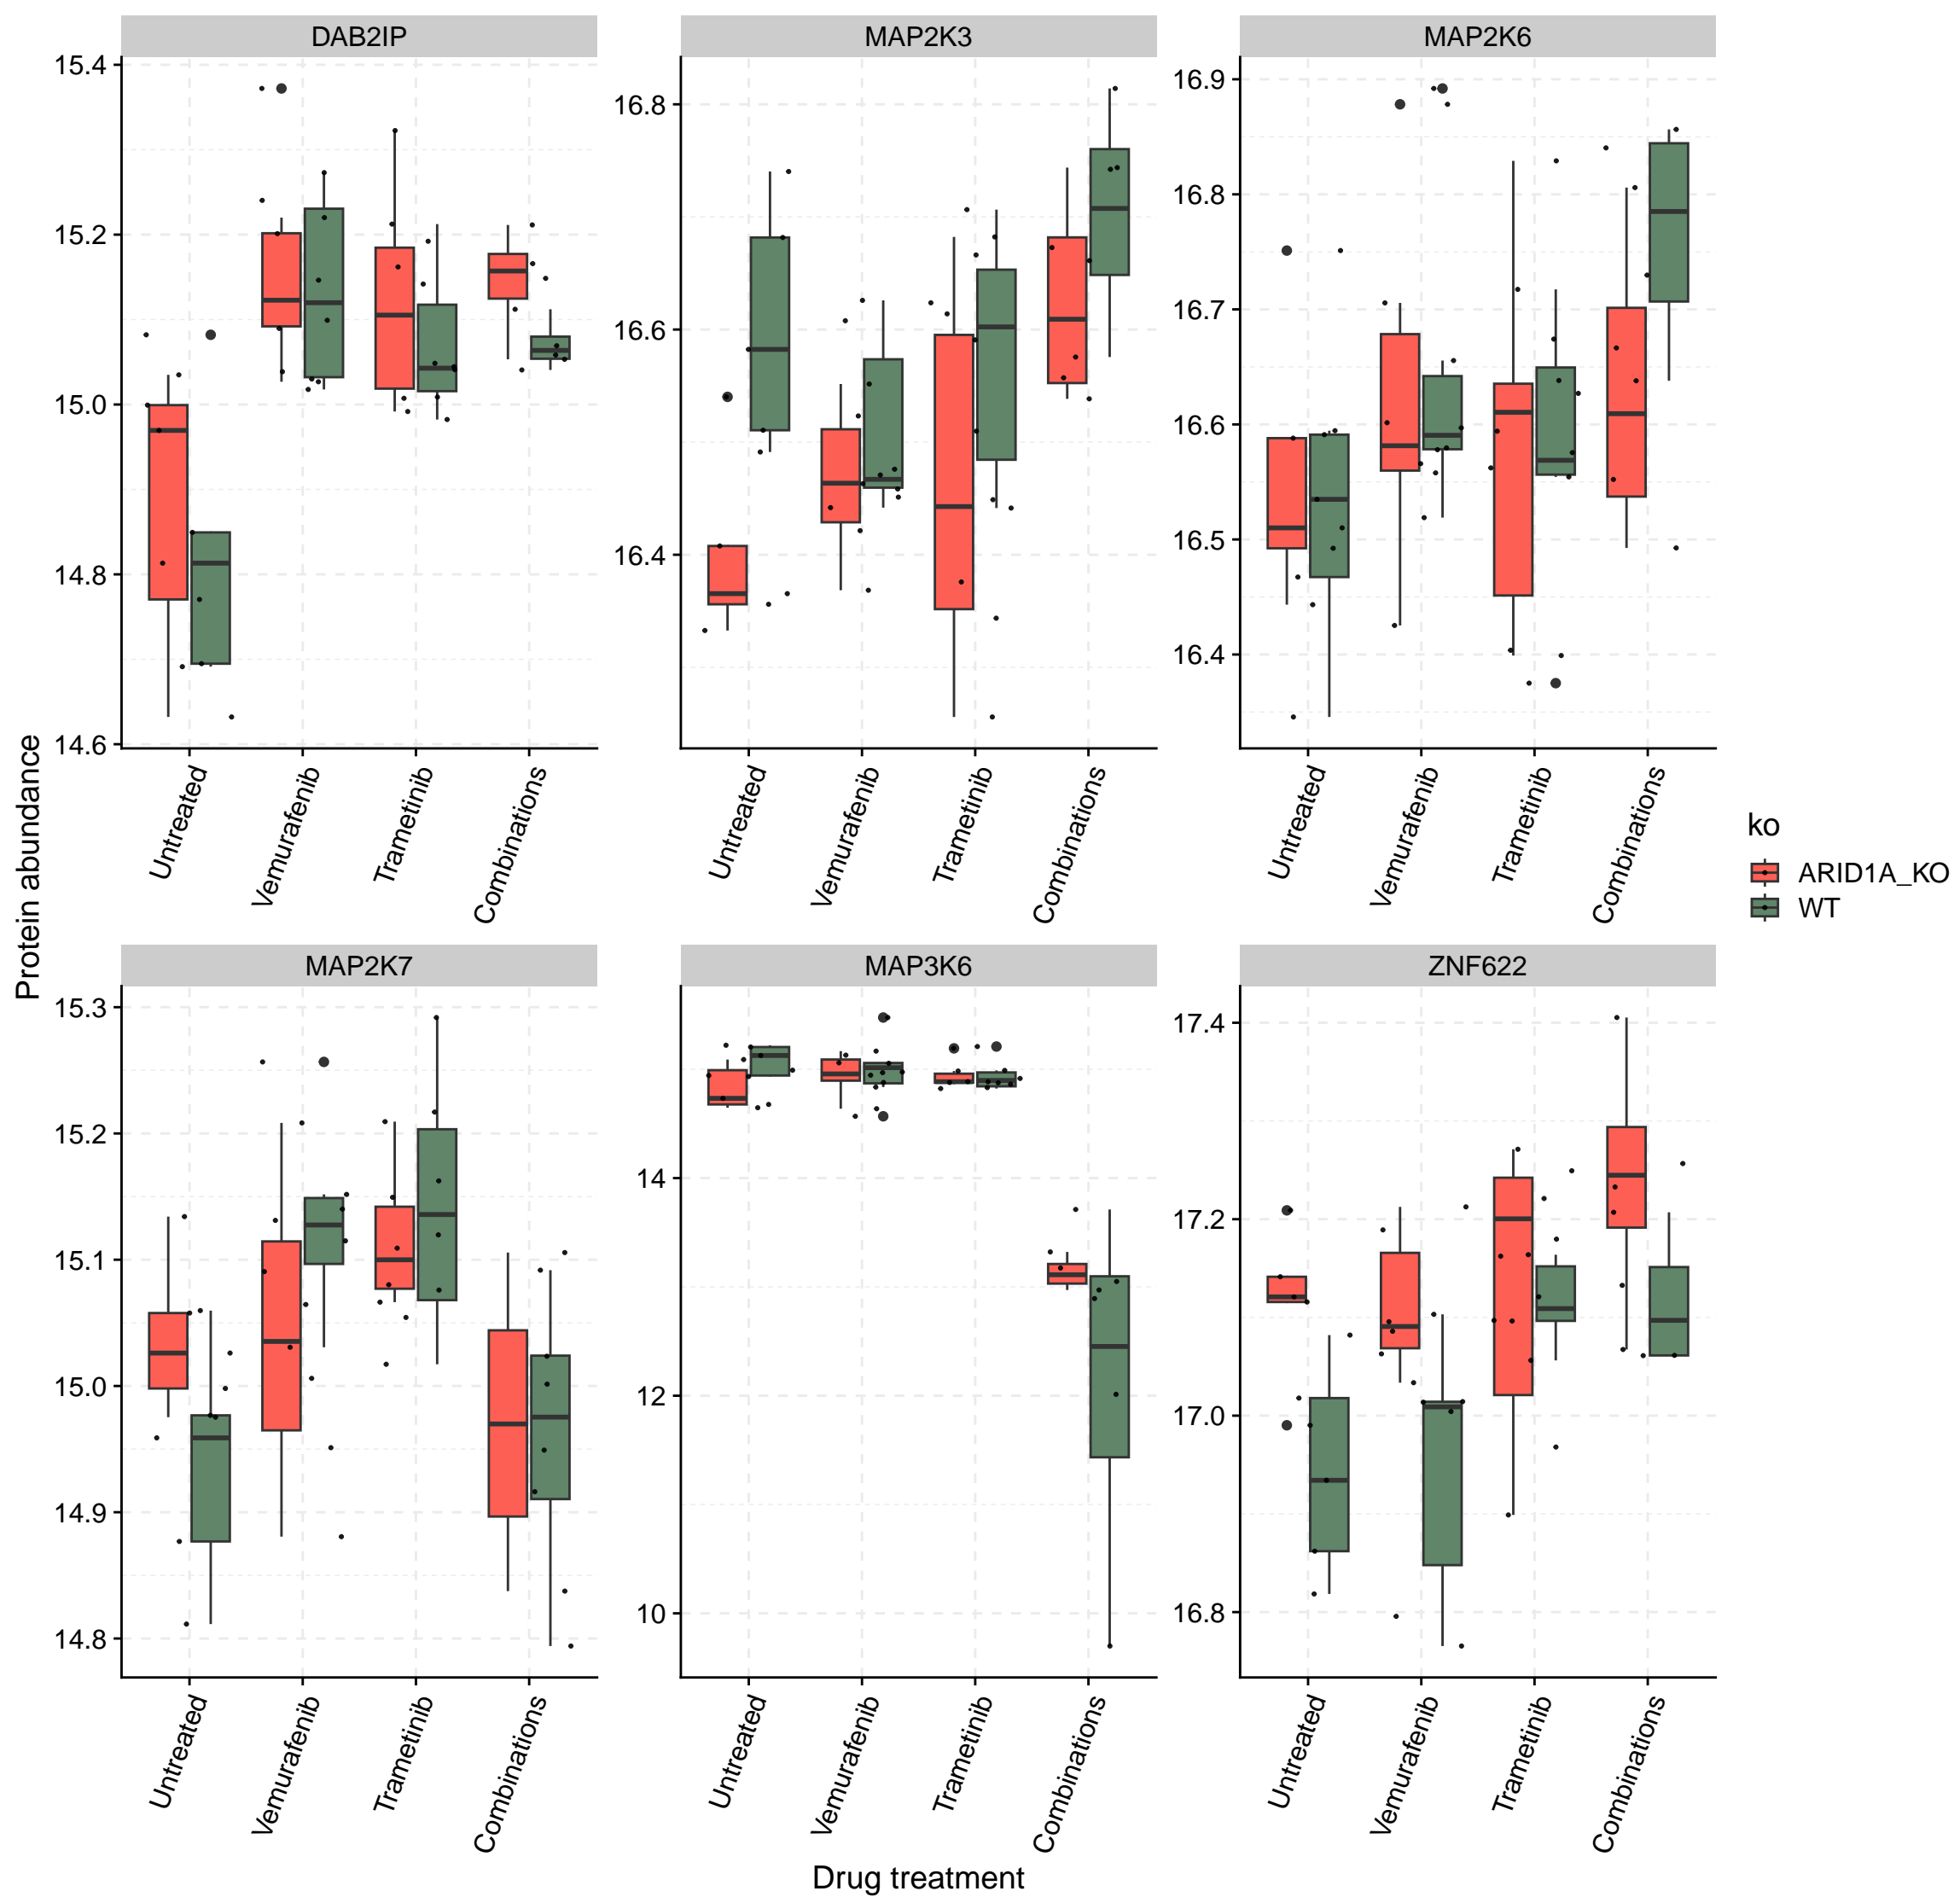 DAB2IP
MAP2K3
MAP2K6
15.4
15.2
15.0
14.8
14.6
16.8
16.6
16.4
16.9
16.8
16.7
16.6
16.5
16.4
Untreated
Vemurafenib
Trametinib
Combinations
Untreated
Vemurafenib
Trametinib
Combinations
Untreated
Vemurafenib
Trametinib
Combinations
Protein abundance
ko
ARID1A_KO
WT
MAP2K7
MAP3K6
ZNF622
15.3
15.2
15.1
15.0
14.9
14.8
14
12
10
17.4
17.2
17.0
16.8
Untreated
Vemurafenib
Trametinib
Combinations
Untreated
Vemurafenib
Trametinib
Combinations
Untreated
Vemurafenib
Trametinib
Combinations
Drug treatment